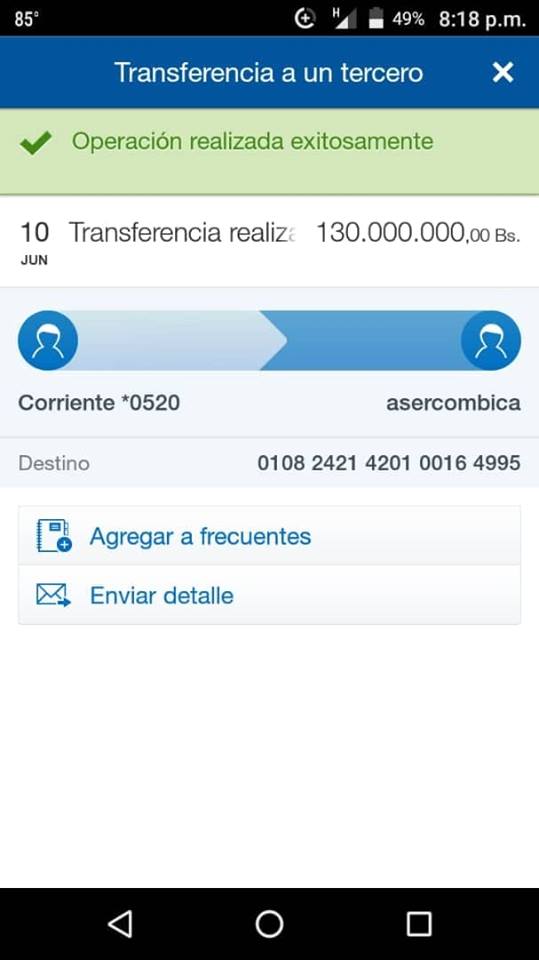 85°
H 49% 8:18 p.m.
Transferencia a un tercero
Operación realizada exitosamente
10 Transferencia realiza 130.000.000,00 Bs.
JUN
Corriente *0520 asercombica
Destino 0108 2421 4201 0016 4995
Agregar a frecuentes
Enviar detalle